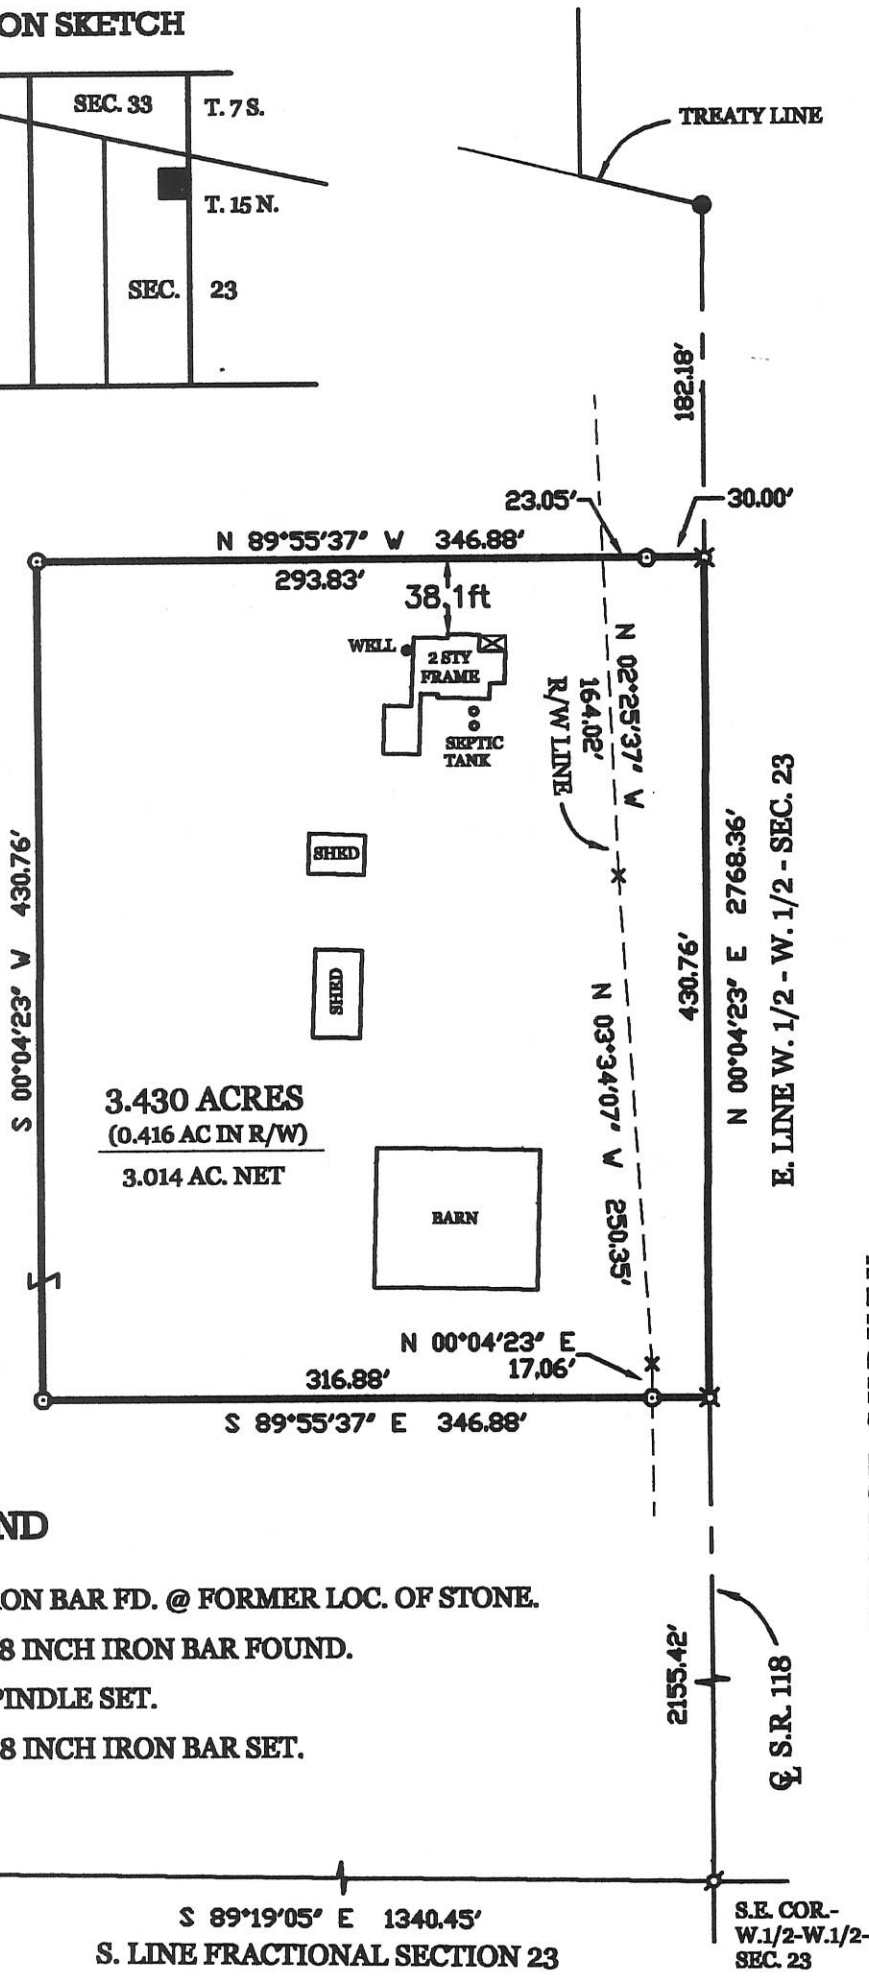 ON SKETCH
SEC. 33
T. 7 S.
T. 15 N.
SEC. 23
TREATY LINE
182.18'
23.05'
30.00'
N 89°55'37" W 346.88'
293.83'
38.1ft
WELL
2 STY
FRAME
SEPTIC
TANK
N 02°25'37" W
164.02'
R/W LINE
SHED
SHED
S 00°04'23" W 430.76'
N 03°34'07" W 250.35'
430.76'
N 00°04'23" E 2768.36'
E. LINE W. 1/2 - W. 1/2 - SEC. 23
3.430 ACRES
(0.416 AC IN R/W)
3.014 AC. NET
BARN
N 00°04'23" E
17.06'
316.88'
S 89°55'37" E 346.88'
ND
RON BAR FD. @ FORMER LOC. OF STONE.
8 INCH IRON BAR FOUND.
PINDLE SET.
8 INCH IRON BAR SET.
2155.42'
℄ S.R. 118
S 89°19'05" E 1340.45'
S. LINE FRACTIONAL SECTION 23
S.E. COR.-
W.1/2-W.1/2-
SEC. 23